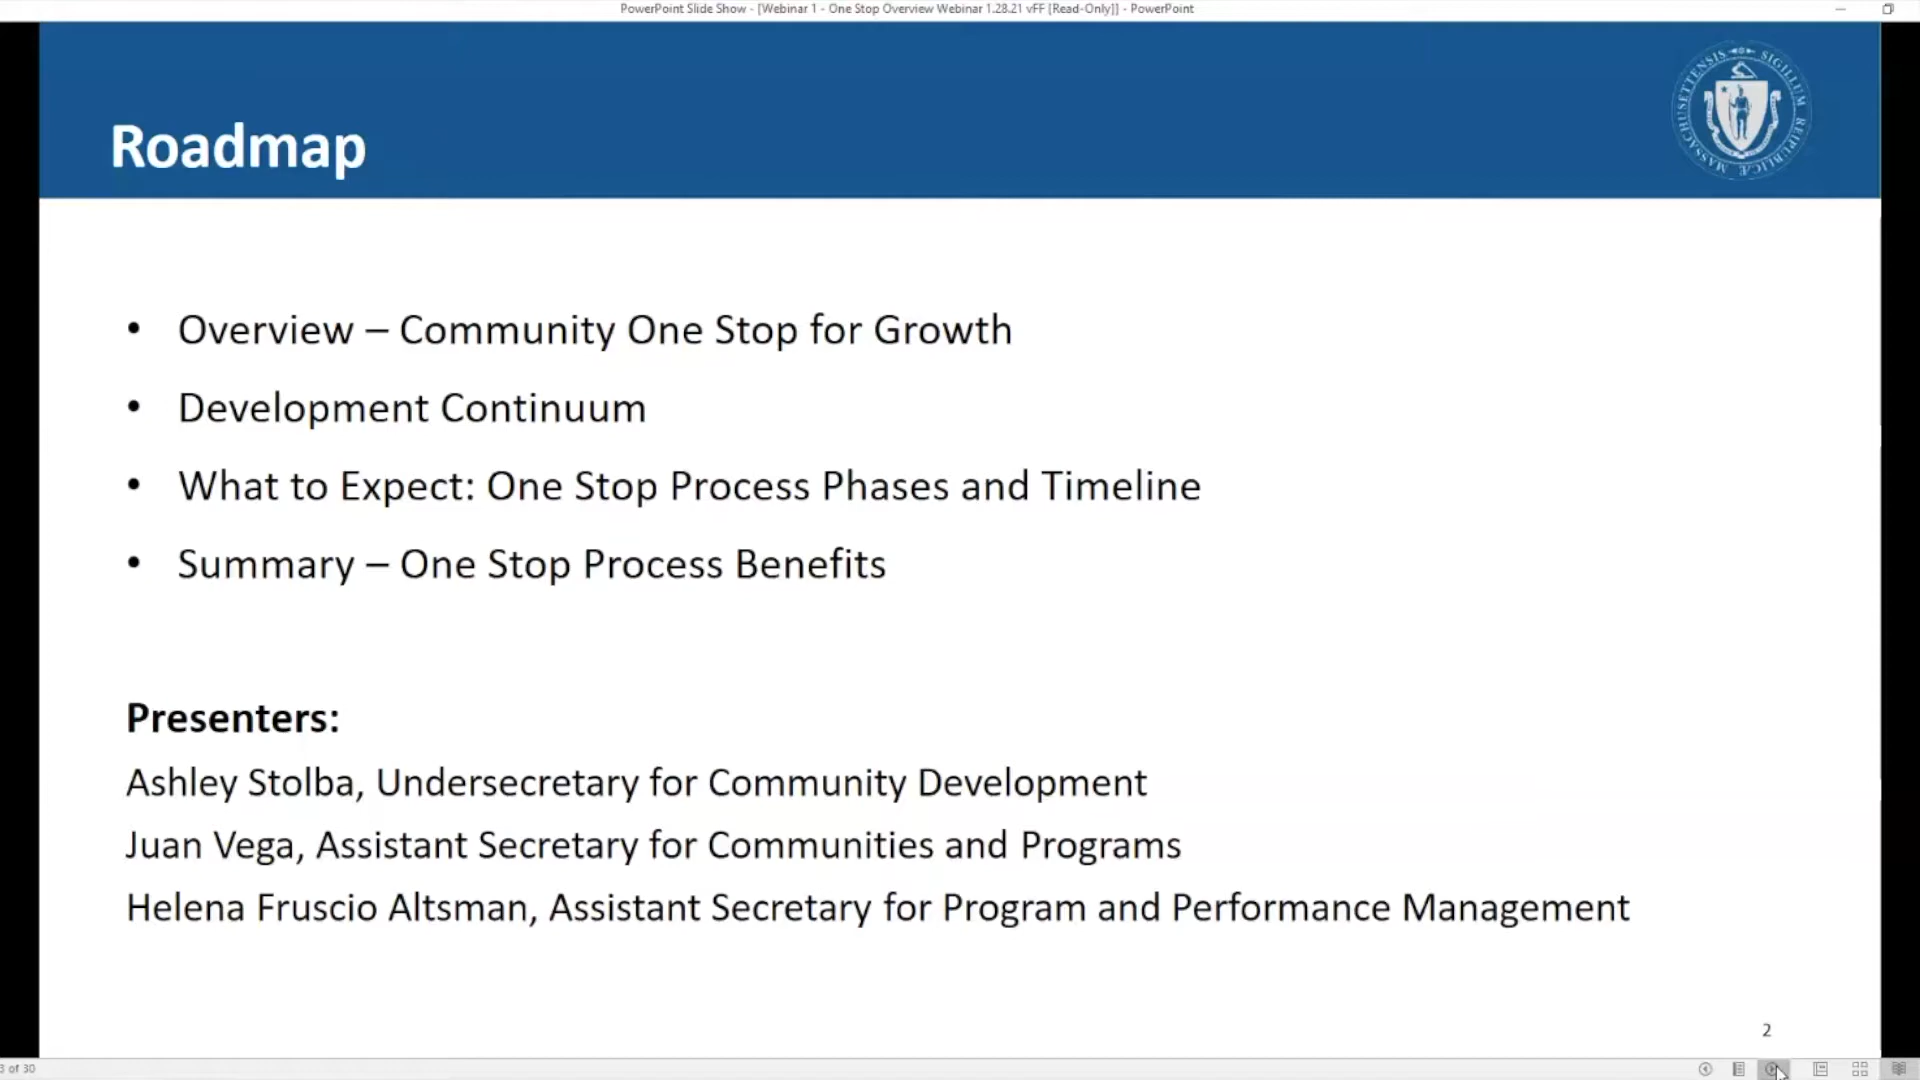 PowerPoint Slide Show - [Webinar 1 - One Stop Overview Webinar 1.28.21 vFF [Read-Only]] - PowerPoint
SIGILLUM REIPUBLICÆ MASSACHUSETTENSIS
Roadmap
• Overview – Community One Stop for Growth
• Development Continuum
• What to Expect: One Stop Process Phases and Timeline
• Summary – One Stop Process Benefits
Presenters:
Ashley Stolba, Undersecretary for Community Development
Juan Vega, Assistant Secretary for Communities and Programs
Helena Fruscio Altsman, Assistant Secretary for Program and Performance Management
2
3 of 30